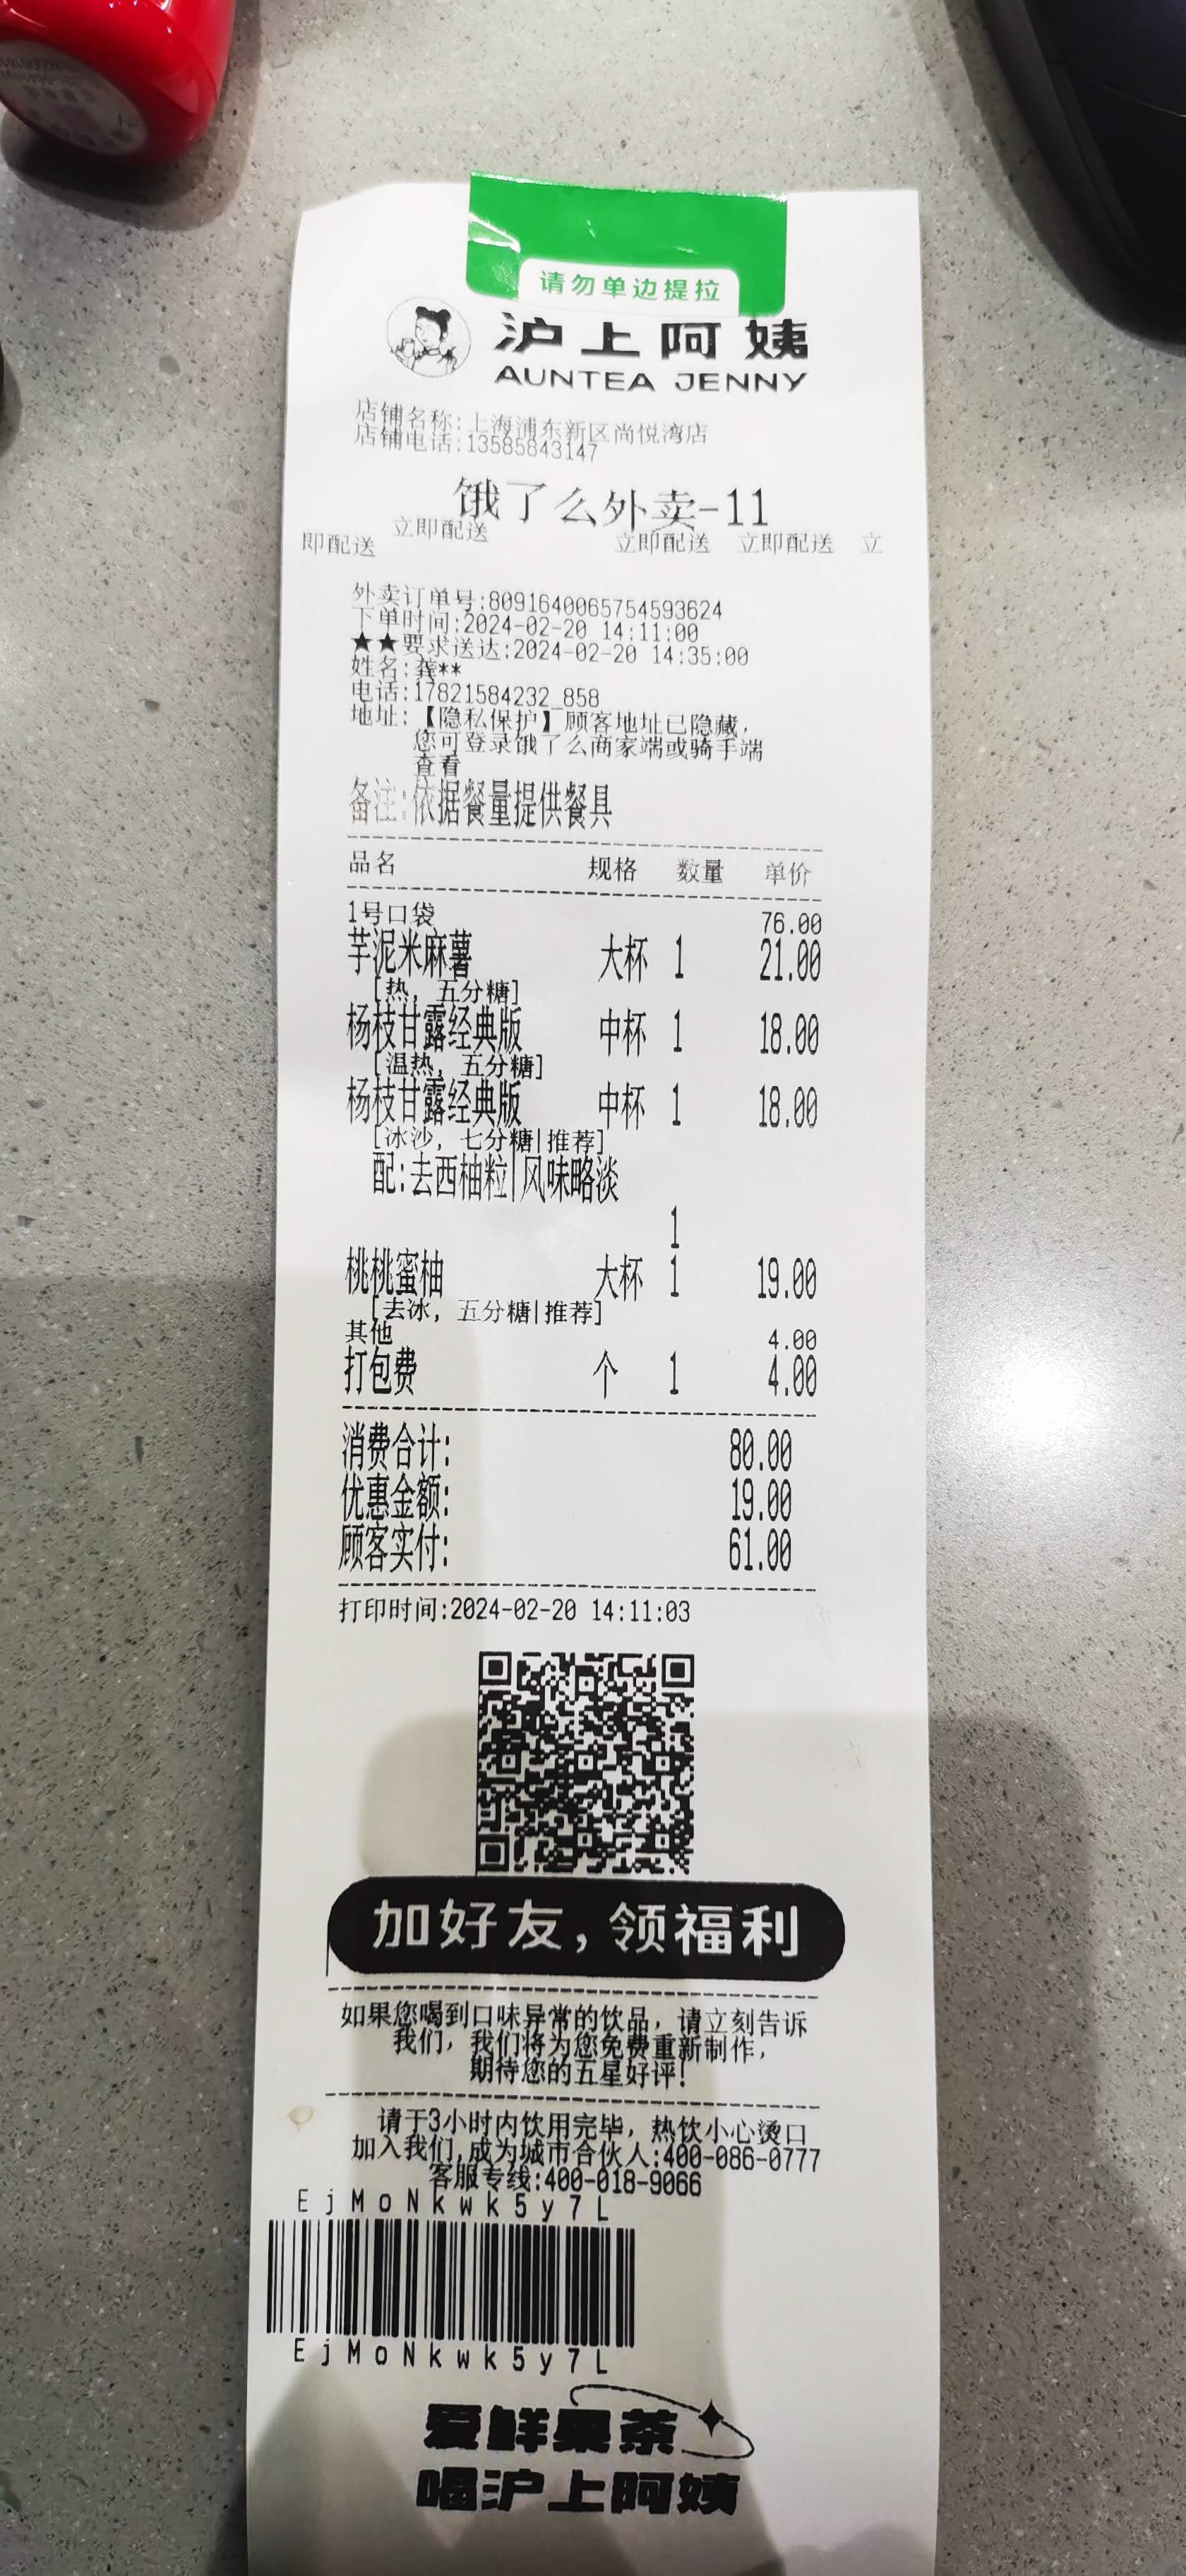 请勿单边提拉
沪上阿姨
AUNTEA JENNY
店铺名称:上海浦东新区尚悦湾店
店铺电话:13585843147
饿了么外卖-11
即配送 立即配送 立即配送 立即配送 立
外卖订单号:8091640065754593624
下单时间:2024-02-20 14:11:00
★★要求送达:2024-02-20 14:35:00
姓名:龚**
电话:17821584232_858
地址:【隐私保护】顾客地址已隐藏,
您可登录饿了么商家端或骑手端
查看
备注:依据餐量提供餐具
品名 规格 数量 单价
1号口袋 76.00
芋泥米麻薯 大杯 1 21.00
[热, 五分糖]
杨枝甘露经典版 中杯 1 18.00
[温热, 五分糖]
杨枝甘露经典版 中杯 1 18.00
[冰沙, 七分糖|推荐]
配:去西柚粒|风味略淡
1
桃桃蜜柚 大杯 1 19.00
[去冰, 五分糖|推荐]
其他 4.00
打包费 个 1 4.00
消费合计: 80.00
优惠金额: 19.00
顾客实付: 61.00
打印时间:2024-02-20 14:11:03
加好友,领福利
如果您喝到口味异常的饮品, 请立刻告诉
我们, 我们将为您免费重新制作,
期待您的五星好评!
请于3小时内饮用完毕, 热饮小心烫口
加入我们,成为城市合伙人:400-086-0777
客服专线:400-018-9066
EjMoNkwk5y7L
EjMoNkwk5y7L
爱鲜果茶
喝沪上阿姨